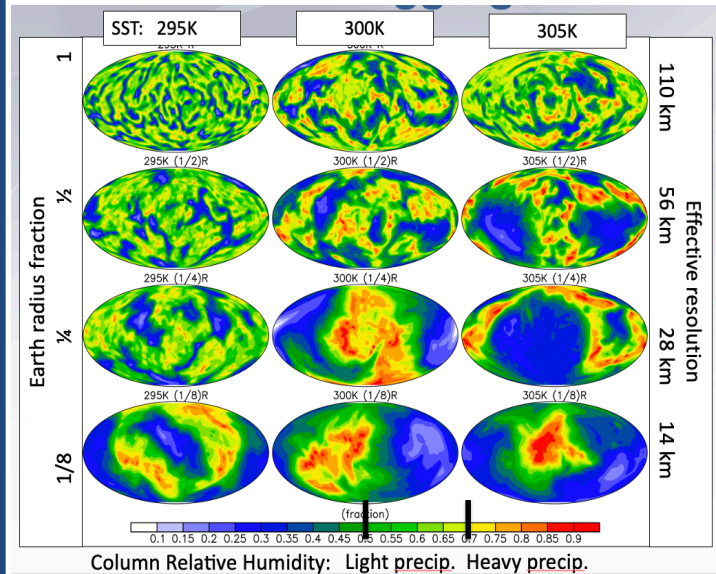 SST: 295K
300K
305K
1
110 km
295K (1/2)R
300K (1/2)R
305K (1/2)R
½
56 km
295K (1/4)R
300K (1/4)R
305K (1/4)R
¼
28 km
295K (1/8)R
300K (1/8)R
305K (1/8)R
1/8
14 km
Earth radius fraction
Effective resolution
0.1 0.15 0.2 0.25 0.3 0.35 0.4 0.45 0.55 0.6 0.65 0.7 0.75 0.8 0.85 0.9
Column Relative Humidity: Light precip. Heavy precip.